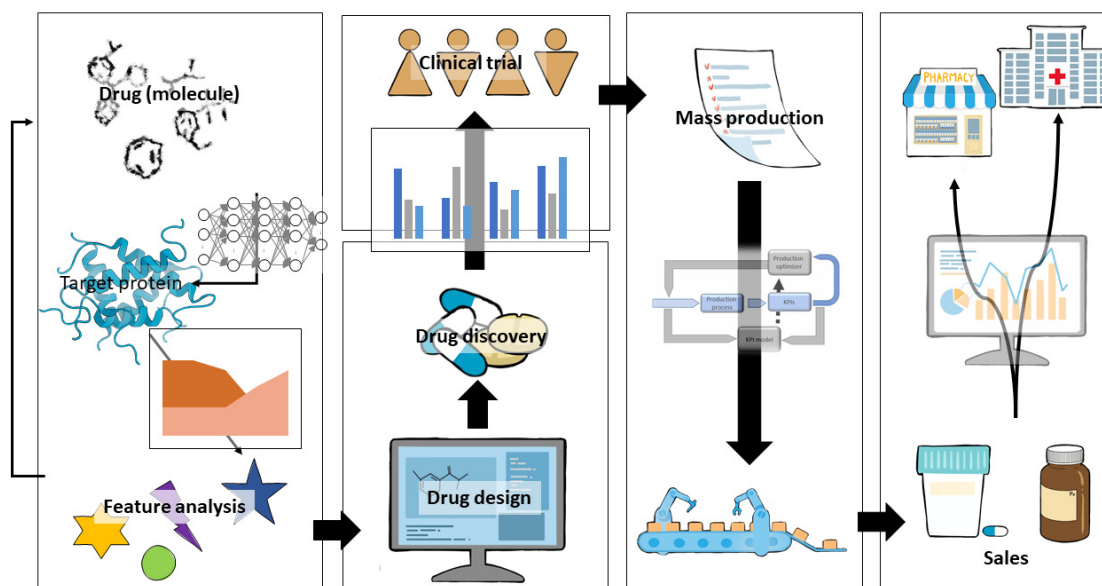 Drug (molecule)
Target protein
Feature analysis
Clinical trial
Drug discovery
Drug design
Mass production
Production
optimizer
Production
process
KPIs
KPI model
PHARMACY
Sales